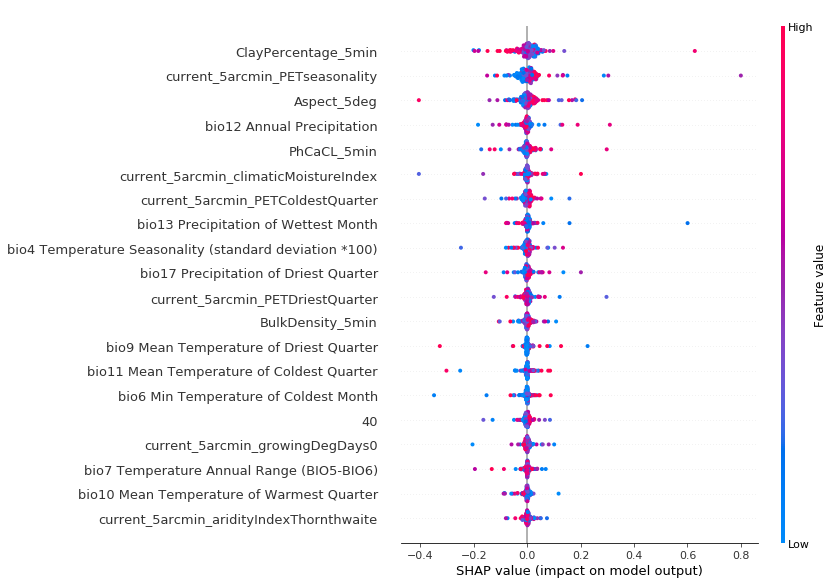 High
ClayPercentage_5min
current_5arcmin_PETseasonality
Aspect_5deg
bio12 Annual Precipitation
PhCaCL_5min
current_5arcmin_climaticMoistureIndex
current_5arcmin_PETColdestQuarter
bio13 Precipitation of Wettest Month
bio4 Temperature Seasonality (standard deviation *100)
bio17 Precipitation of Driest Quarter
current_5arcmin_PETDriestQuarter
BulkDensity_5min
bio9 Mean Temperature of Driest Quarter
bio11 Mean Temperature of Coldest Quarter
bio6 Min Temperature of Coldest Month
40
current_5arcmin_growingDegDays0
bio7 Temperature Annual Range (BIO5-BIO6)
bio10 Mean Temperature of Warmest Quarter
current_5arcmin_aridityIndexThornthwaite
Feature value
Low
−0.4 −0.2 0.0 0.2 0.4 0.6 0.8
SHAP value (impact on model output)